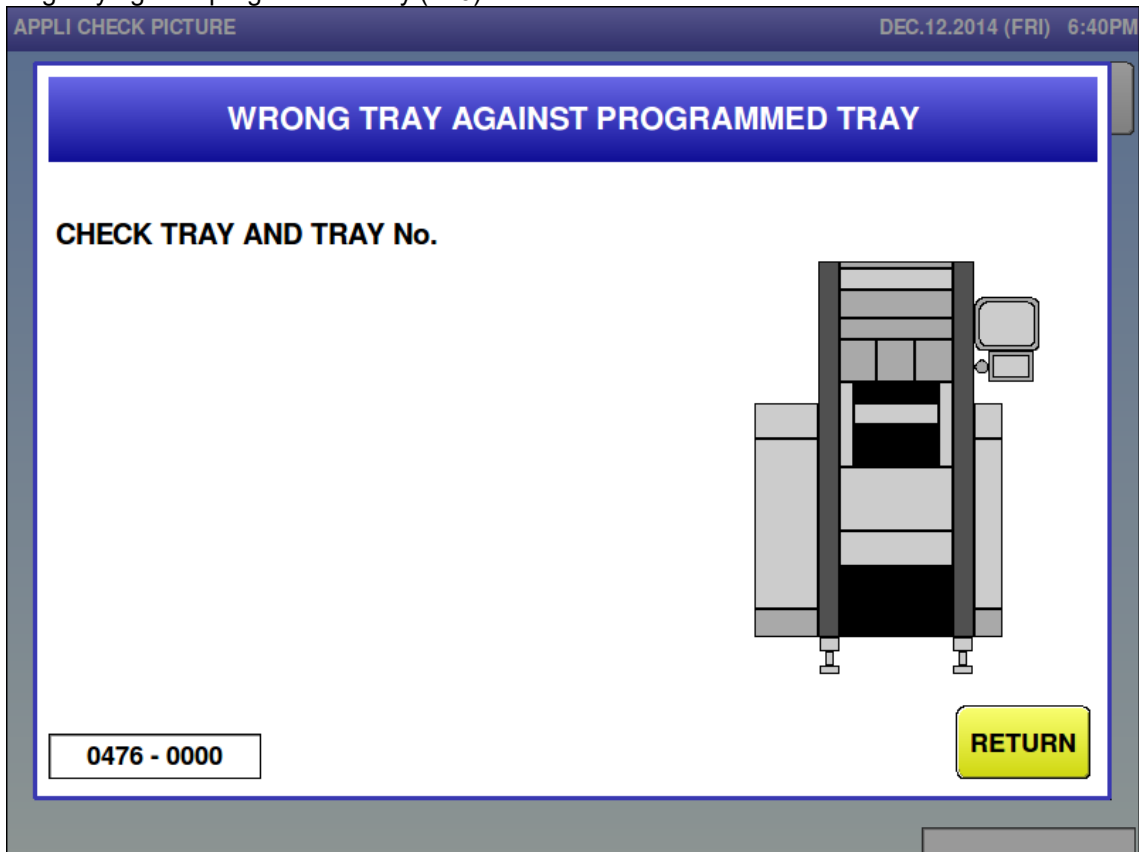 APPLI CHECK PICTURE DEC.12.2014 (FRI) 6:40PM
WRONG TRAY AGAINST PROGRAMMED TRAY
CHECK TRAY AND TRAY No.
0476 - 0000
RETURN